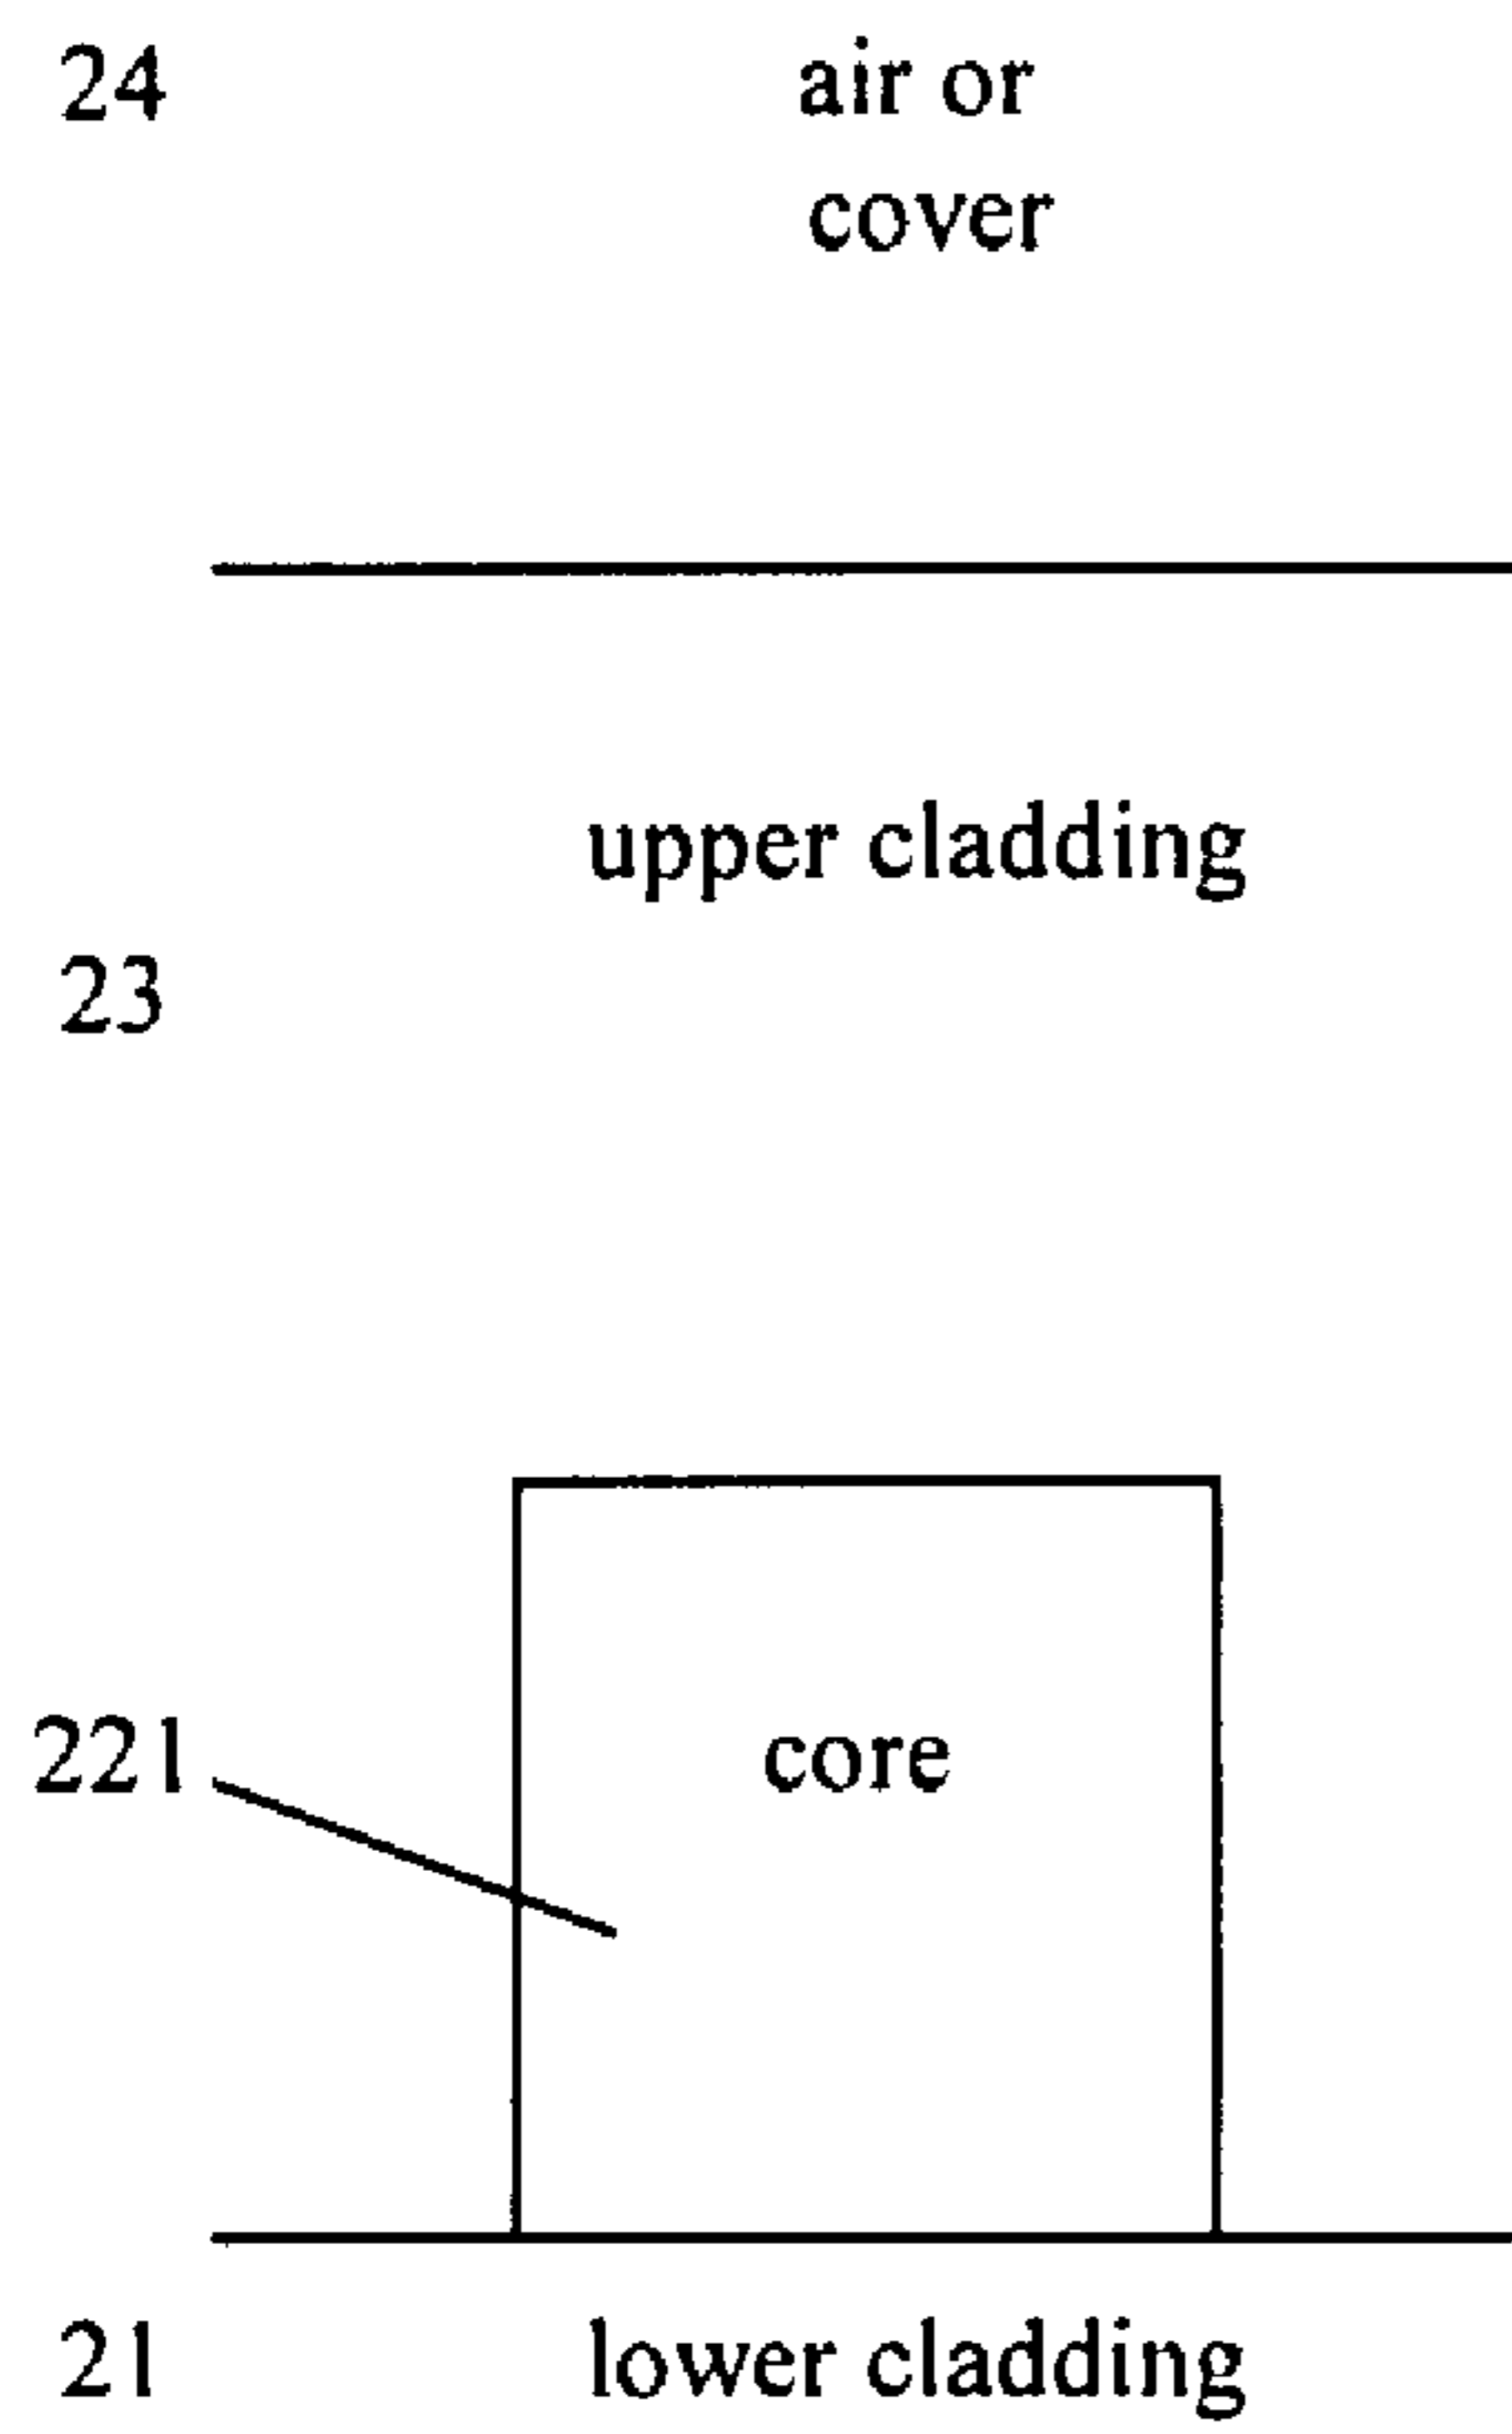 24 air or
cover
upper cladding
23
221 core
21 lower cladding